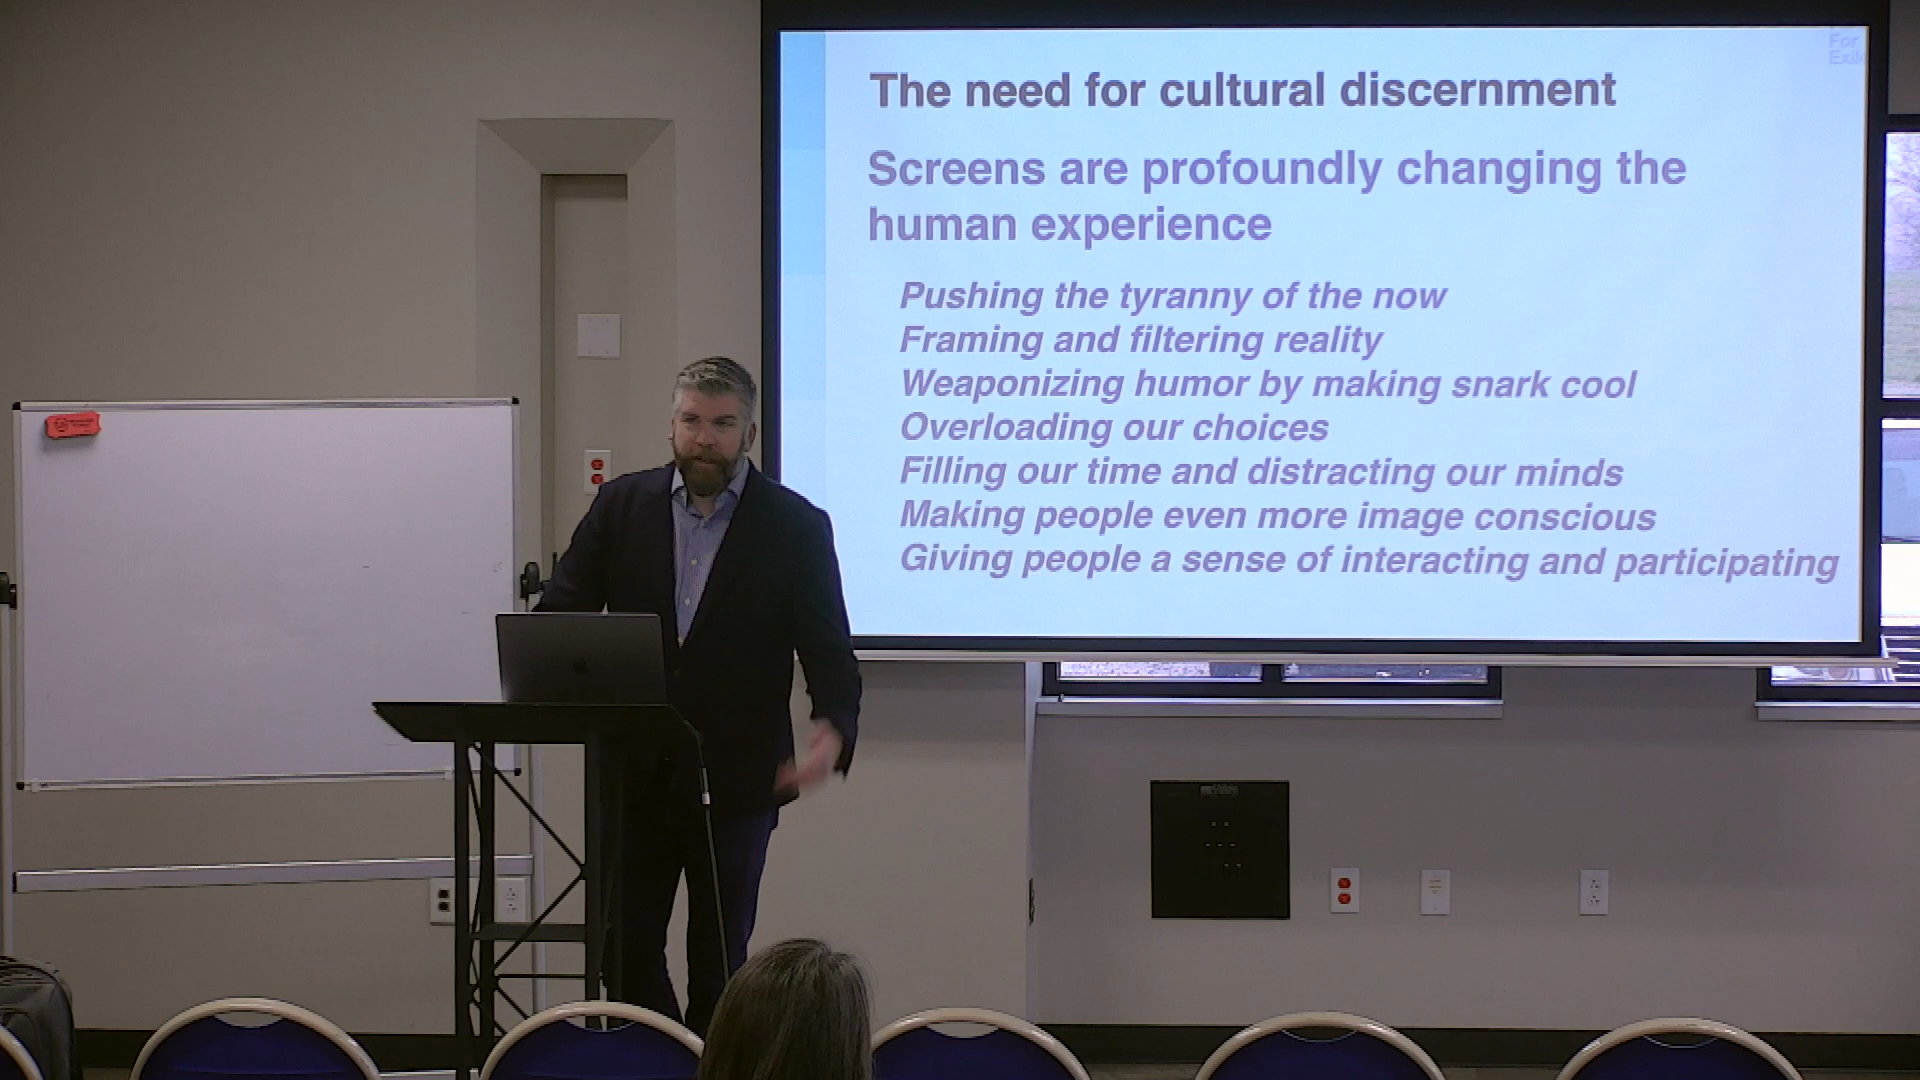 For
The need for cultural discernment
Screens are profoundly changing the
human experience
Pushing the tyranny of the now
Framing and filtering reality
Weaponizing humor by making snark cool
Overloading our choices
Filling our time and distracting our minds
Making people even more image conscious
Giving people a sense of interacting and participating